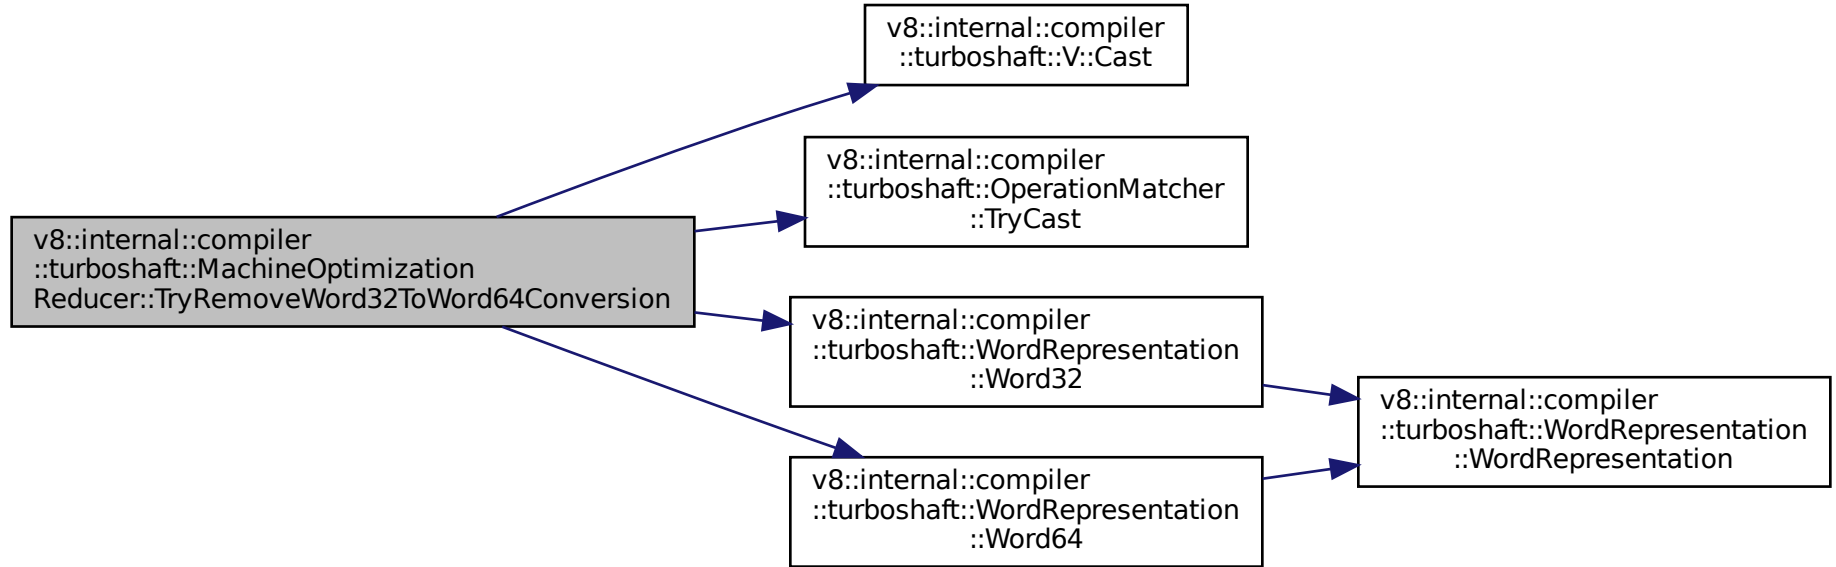 v8::internal::compiler
::turboshaft::V::Cast
v8::internal::compiler
::turboshaft::OperationMatcher
::TryCast
v8::internal::compiler
::turboshaft::MachineOptimization
Reducer::TryRemoveWord32ToWord64Conversion
v8::internal::compiler
::turboshaft::WordRepresentation
::Word32
v8::internal::compiler
::turboshaft::WordRepresentation
::WordRepresentation
v8::internal::compiler
::turboshaft::WordRepresentation
::Word64